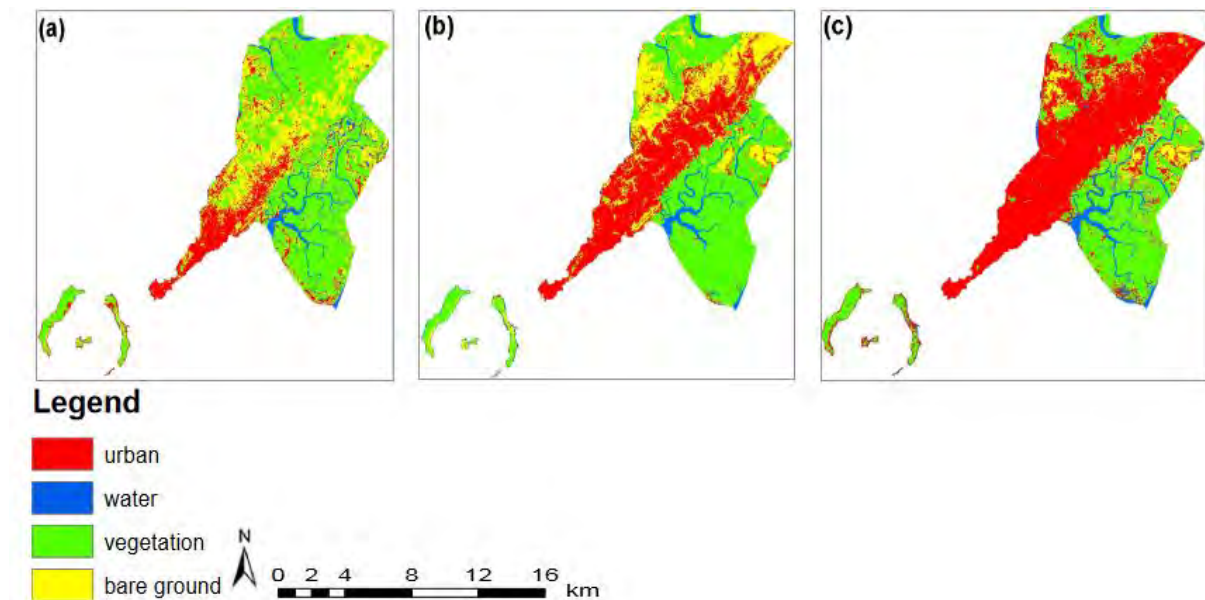 (a)
(b)
(c)
Legend
urban
water
vegetation
bare ground
N
0 2 4 8 12 16
km